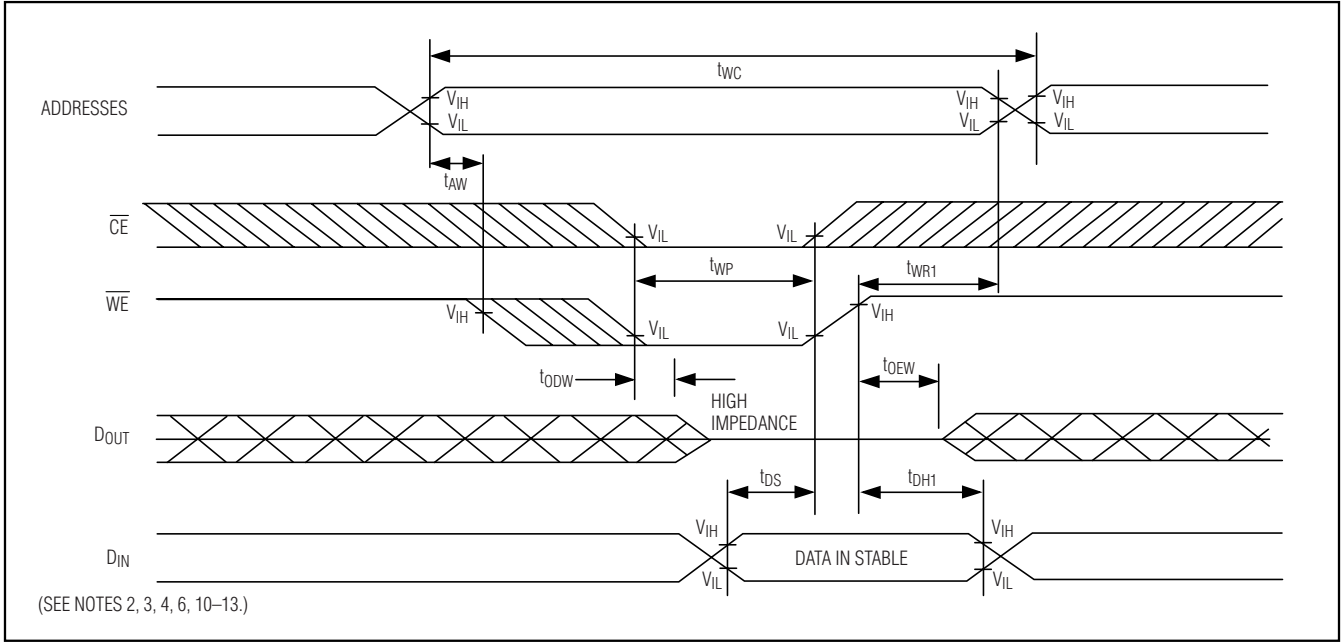 tWC
ADDRESSES
VIH
VIL
VIH
VIL
VIH
VIL
tAW
CE
VIL
VIL
tWP
tWR1
WE
VIH
VIL
VIL
VIH
tODW
tOEW
HIGH
IMPEDANCE
DOUT
tDS
tDH1
VIH
VIL
DIN
DATA IN STABLE
VIH
VIL
(SEE NOTES 2, 3, 4, 6, 10–13.)